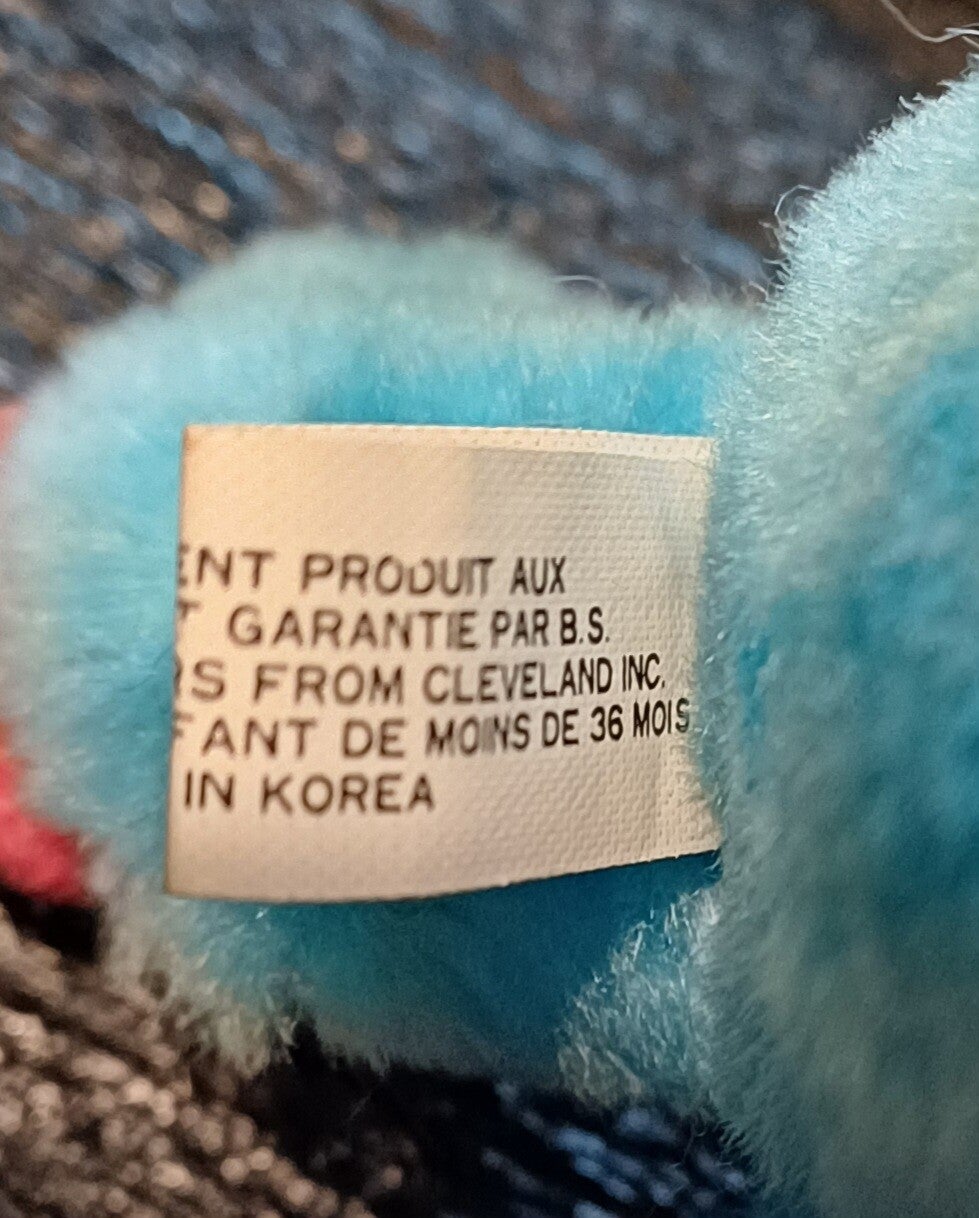 ENT PRODUIT AUX
T GARANTIE PAR B.S.
RS FROM CLEVELAND INC.
FANT DE MOINS DE 36 MOIS
IN KOREA